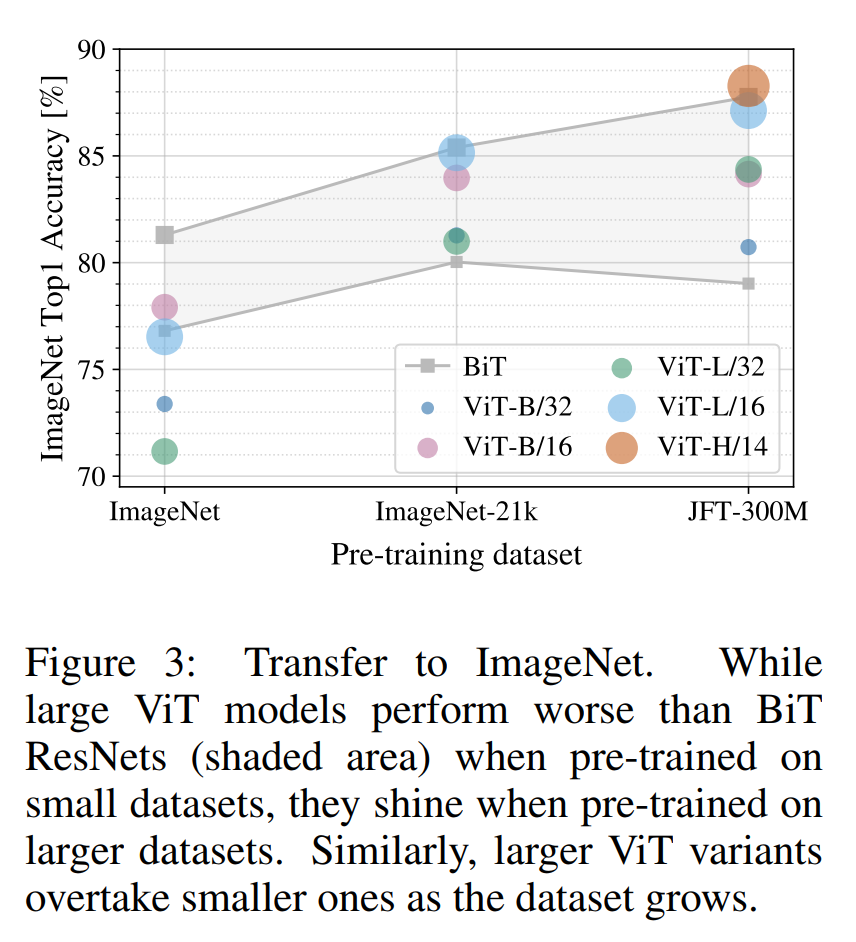 90
85
80
75
70
ImageNet Top1 Accuracy [%]
BiT
ViT-B/32
ViT-B/16
ViT-L/32
ViT-L/16
ViT-H/14
ImageNet
ImageNet-21k
JFT-300M
Pre-training dataset
Figure 3: Transfer to ImageNet. While
large ViT models perform worse than BiT
ResNets (shaded area) when pre-trained on
small datasets, they shine when pre-trained on
larger datasets. Similarly, larger ViT variants
overtake smaller ones as the dataset grows.